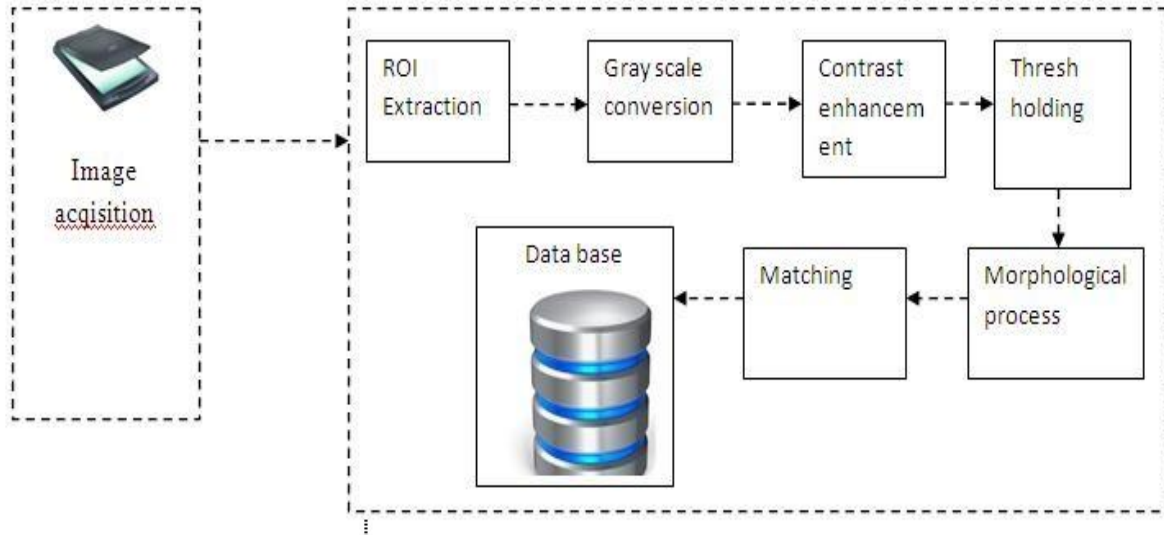 Image
acqisition
ROI
Extraction
Gray scale
conversion
Contrast
enhancem
ent
Thresh
holding
Data base
Matching
Morphological
process